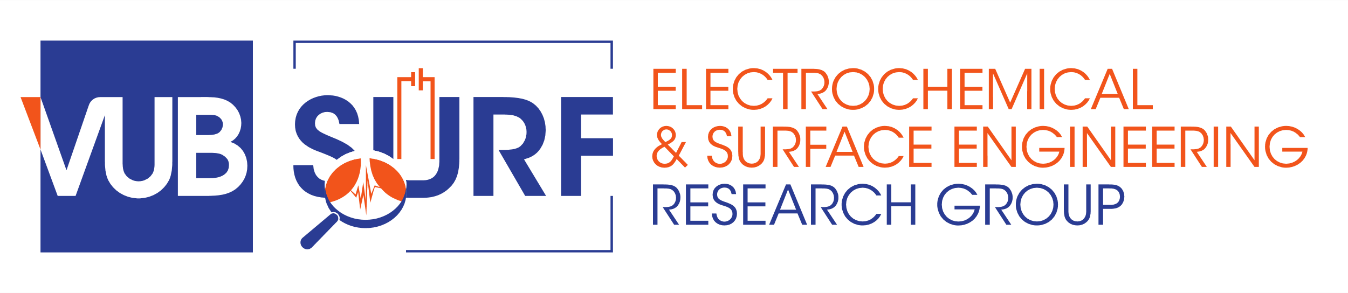 VUB
SURF
ELECTROCHEMICAL
& SURFACE ENGINEERING
RESEARCH GROUP